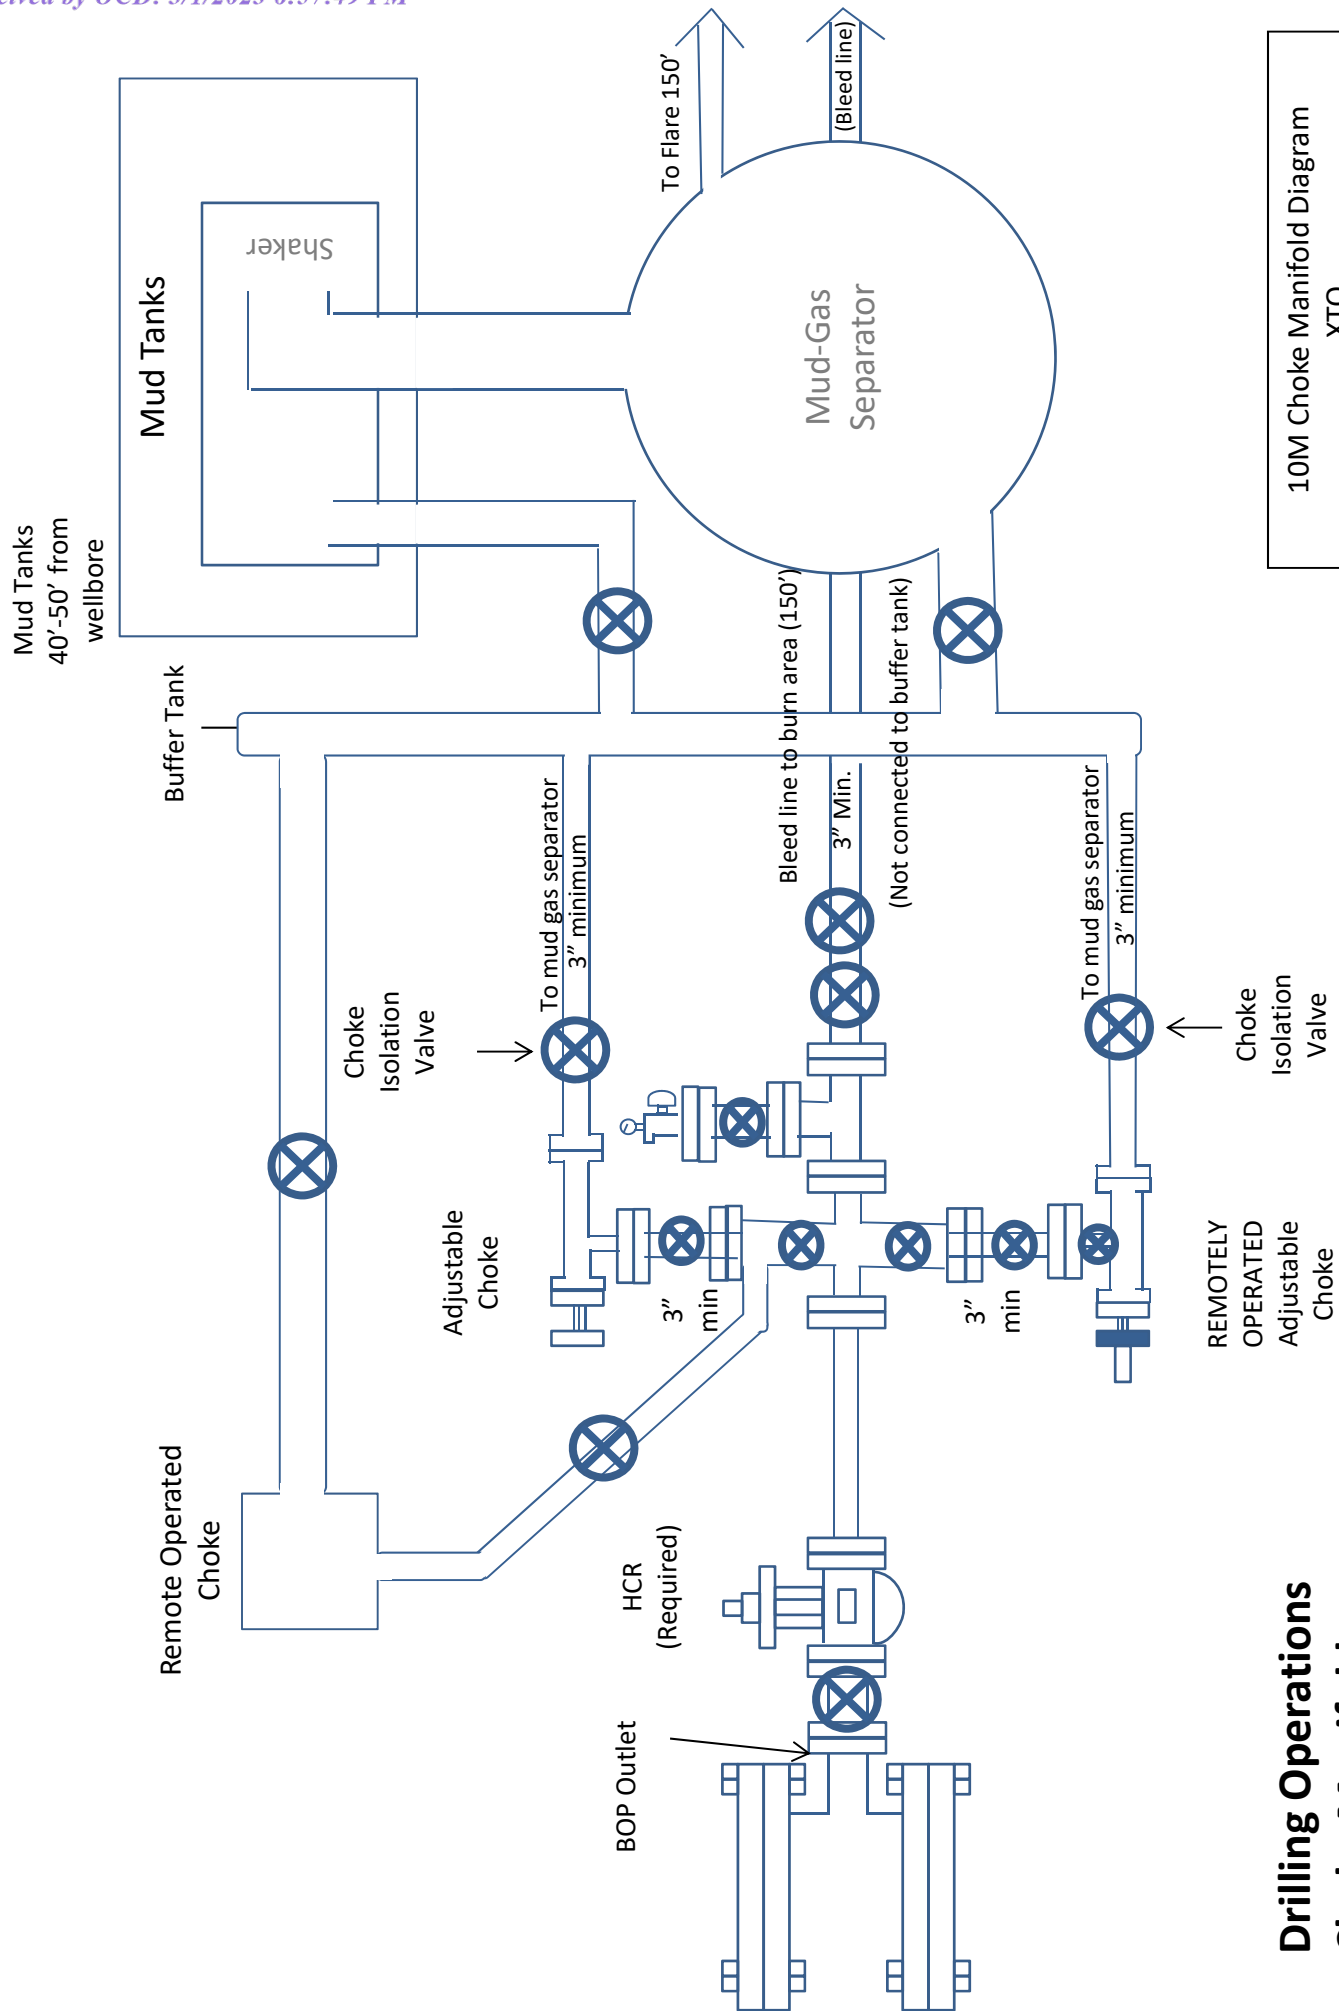 Mud Tanks
40’-50’ from
wellbore
Mud Tanks
Shaker
To Flare 150’
(Bleed line)
Mud-Gas
Separator
Buffer Tank
Bleed line to burn area (150’)
3” Min.
(Not connected to buffer tank)
To mud gas separator
3” minimum
To mud gas separator
3” minimum
Choke
Isolation
Valve
Choke
Isolation
Valve
Adjustable
Choke
3”
min
3”
min
REMOTELY
OPERATED
Adjustable
Choke
Remote Operated
Choke
HCR
(Required)
BOP Outlet
10M Choke Manifold Diagram
XTO
Drilling Operations